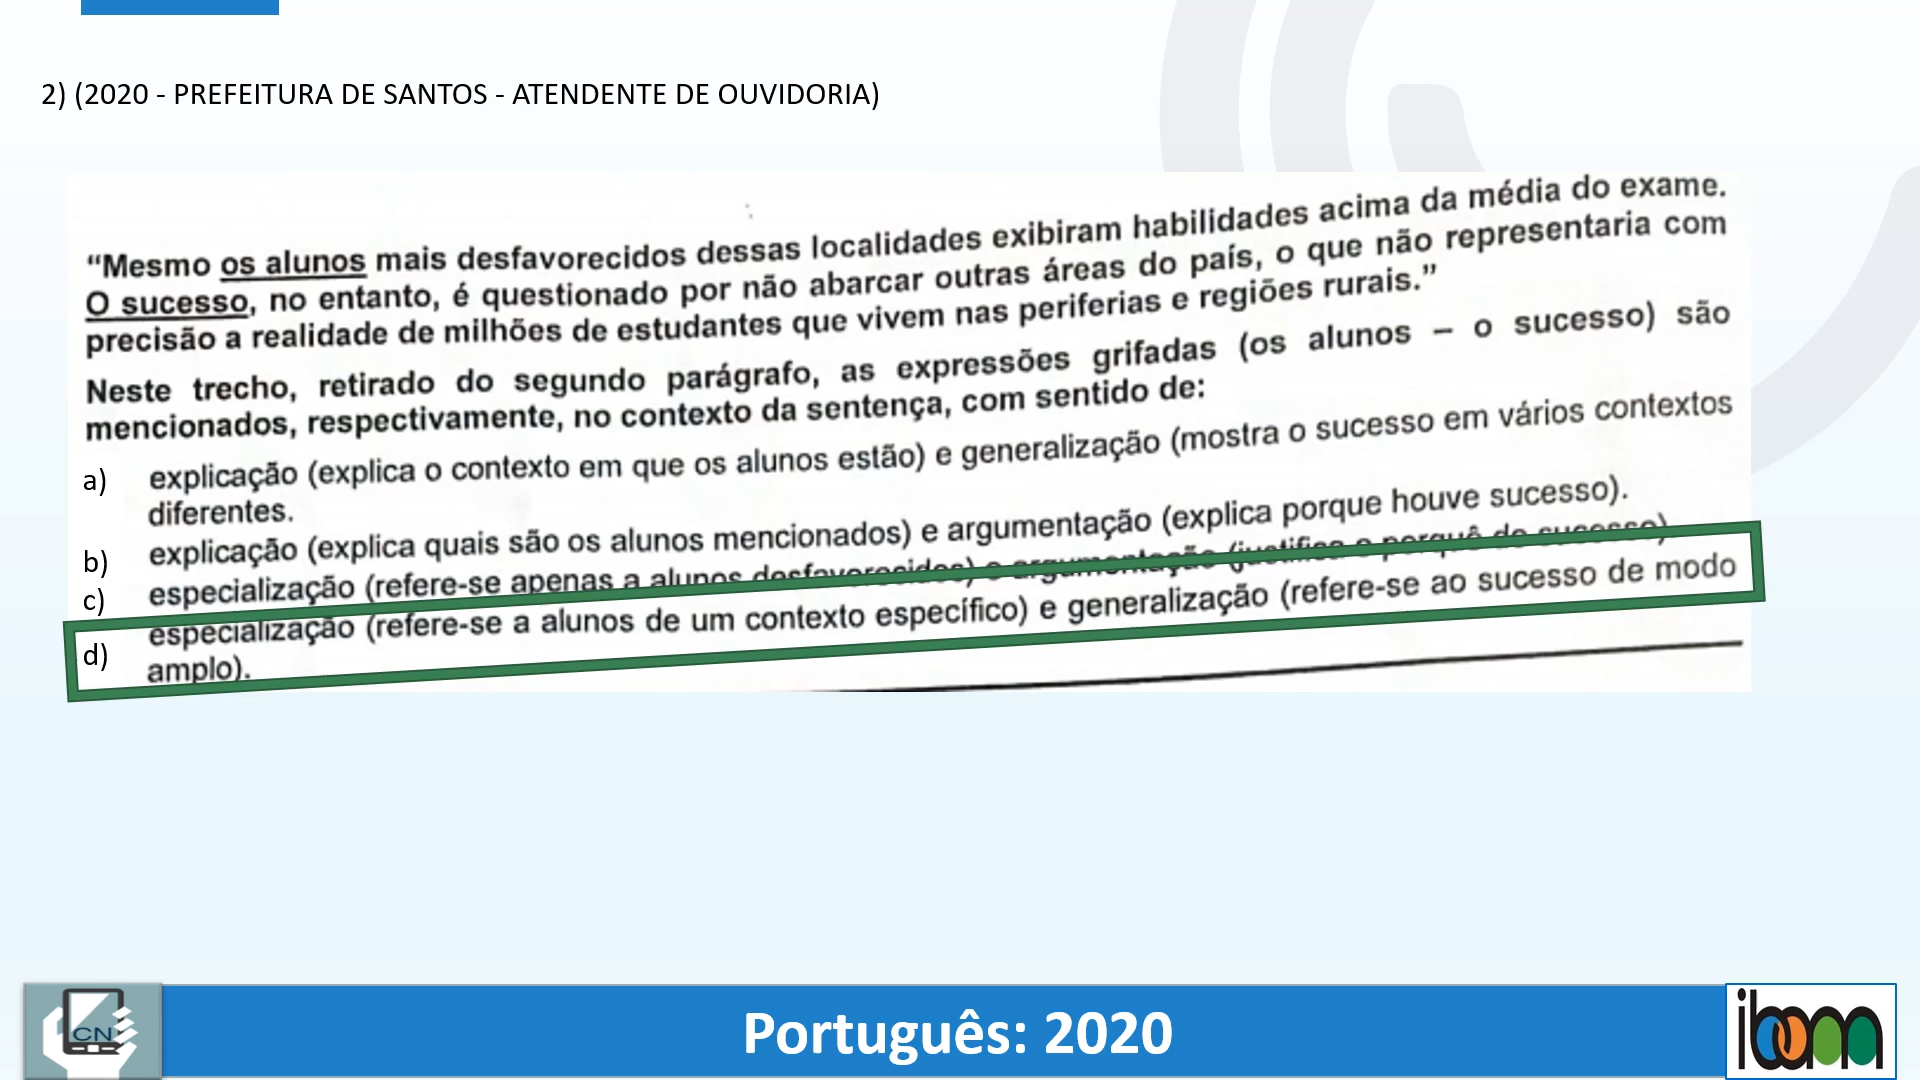 2) (2020 - PREFEITURA DE SANTOS - ATENDENTE DE OUVIDORIA)
“Mesmo os alunos mais desfavorecidos dessas localidades exibiram habilidades acima da média do exame.
O sucesso, no entanto, é questionado por não abarcar outras áreas do país, o que não representaria com
precisão a realidade de milhões de estudantes que vivem nas periferias e regiões rurais.”
Neste trecho, retirado do segundo parágrafo, as expressões grifadas (os alunos – o sucesso) são
mencionados, respectivamente, no contexto da sentença, com sentido de:
a) explicação (explica o contexto em que os alunos estão) e generalização (mostra o sucesso em vários contextos
diferentes.
b) explicação (explica quais são os alunos mencionados) e argumentação (explica porque houve sucesso).
c) especialização (refere-se apenas a alunos desfavorecidos) e argumentação (justifica o porquê do sucesso)
d) especialização (refere-se a alunos de um contexto específico) e generalização (refere-se ao sucesso de modo
amplo).
CN
Português: 2020
ibam